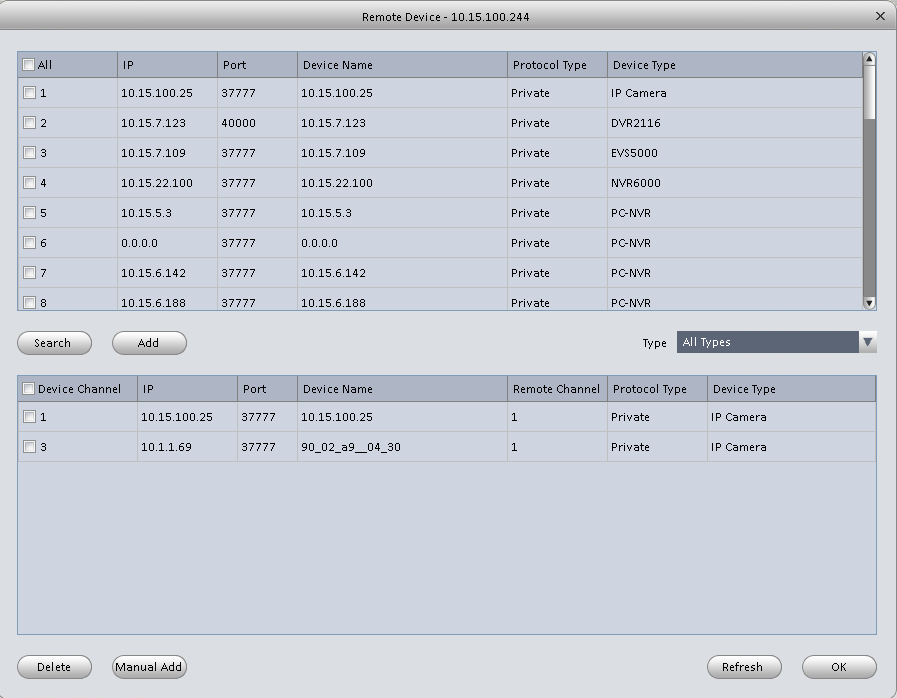 Remote Device - 10.15.100.244
All IP Port Device Name Protocol Type Device Type
1 10.15.100.25 37777 10.15.100.25 Private IP Camera
2 10.15.7.123 40000 10.15.7.123 Private DVR2116
3 10.15.7.109 37777 10.15.7.109 Private EVS5000
4 10.15.22.100 37777 10.15.22.100 Private NVR6000
5 10.15.5.3 37777 10.15.5.3 Private PC-NVR
6 0.0.0.0 37777 0.0.0.0 Private PC-NVR
7 10.15.6.142 37777 10.15.6.142 Private PC-NVR
8 10.15.6.188 37777 10.15.6.188 Private PC-NVR
Search Add Type All Types
Device Channel IP Port Device Name Remote Channel Protocol Type Device Type
1 10.15.100.25 37777 10.15.100.25 1 Private IP Camera
3 10.1.1.69 37777 90_02_a9__04_30 1 Private IP Camera
Delete Manual Add Refresh OK